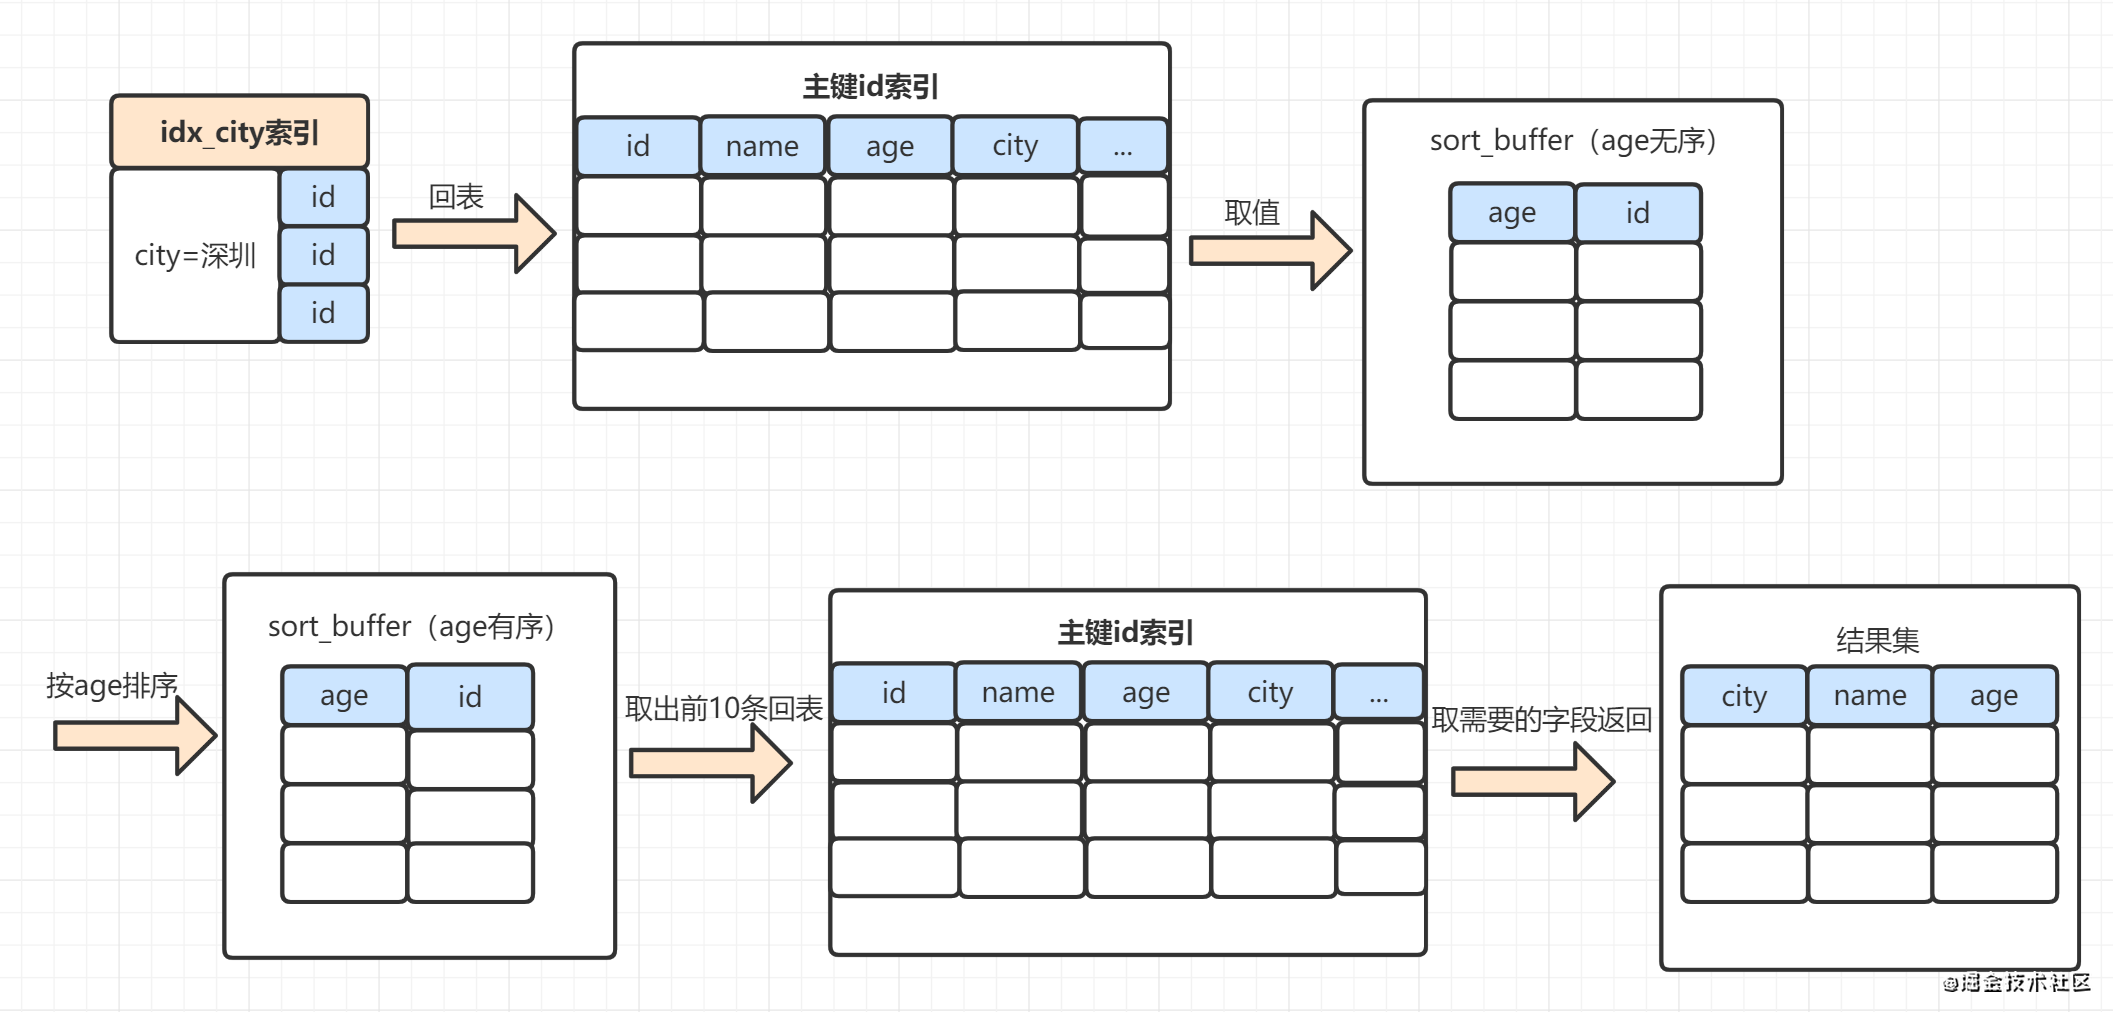 idx_city索引
city=深圳
id
id
id
回表
主键id索引
id name age city ...
取值
sort_buffer（age无序）
age id
按age排序
sort_buffer（age有序）
age id
取出前10条回表
主键id索引
id name age city ...
取需要的字段返回
结果集
city name age
@掘金技术社区